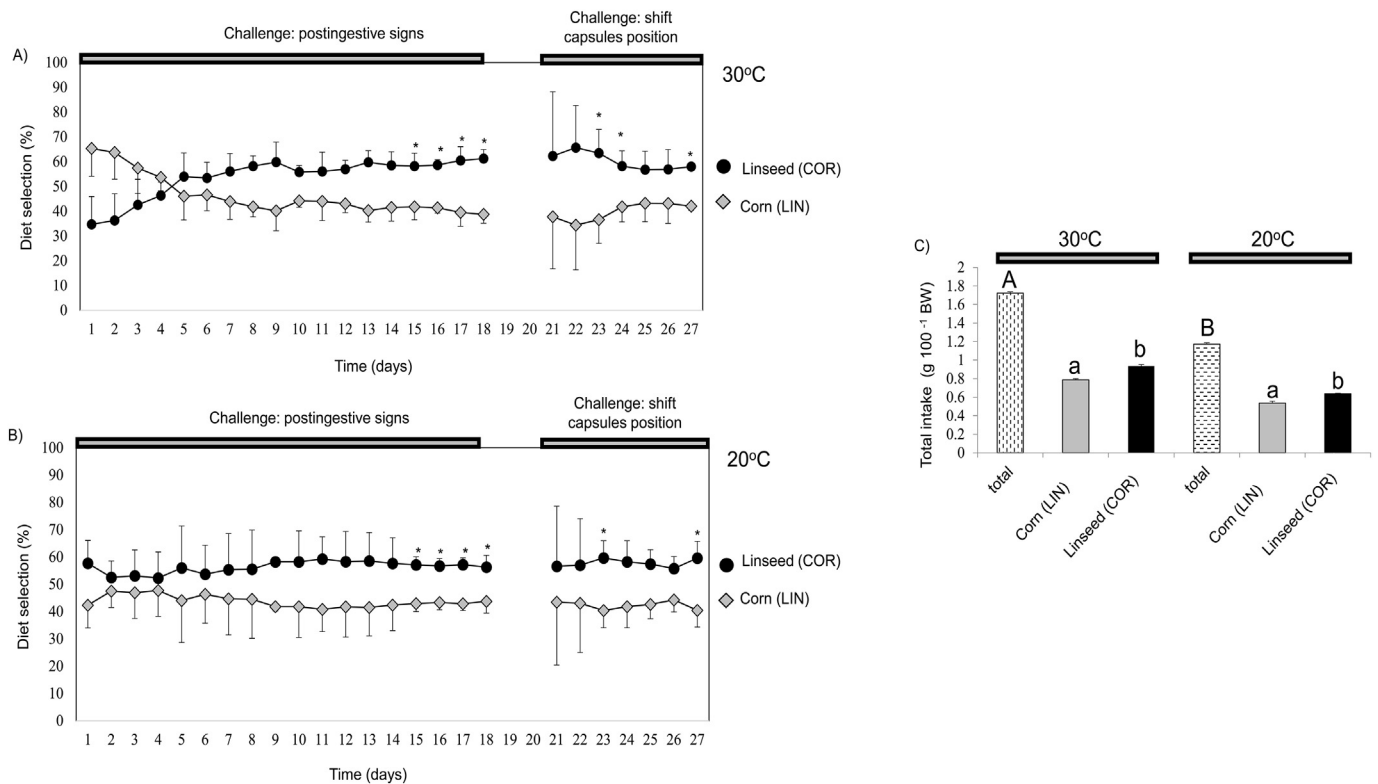 Challenge: postingestive signs
Challenge: shift
capsules position
A)
30ºC
100
90
80
70
60
50
40
30
20
10
0
Diet selection (%)
* * * *
* * *
Linseed (COR)
Corn (LIN)
1 2 3 4 5 6 7 8 9 10 11 12 13 14 15 16 17 18 19 20 21 22 23 24 25 26 27
Time (days)
Challenge: postingestive signs
Challenge: shift
capsules position
B)
20ºC
100
90
80
70
60
50
40
30
20
10
0
Diet selection (%)
* * * *
* *
Linseed (COR)
Corn (LIN)
1 2 3 4 5 6 7 8 9 10 11 12 13 14 15 16 17 18 19 20 21 22 23 24 25 26 27
Time (days)
C)
30ºC
20ºC
2
1.8
1.6
1.4
1.2
1
0.8
0.6
0.4
0.2
0
Total intake (g 100 -1 BW)
A
a
b
B
a
b
total
Corn (LIN)
Linseed (COR)
total
Corn (LIN)
Linseed (COR)